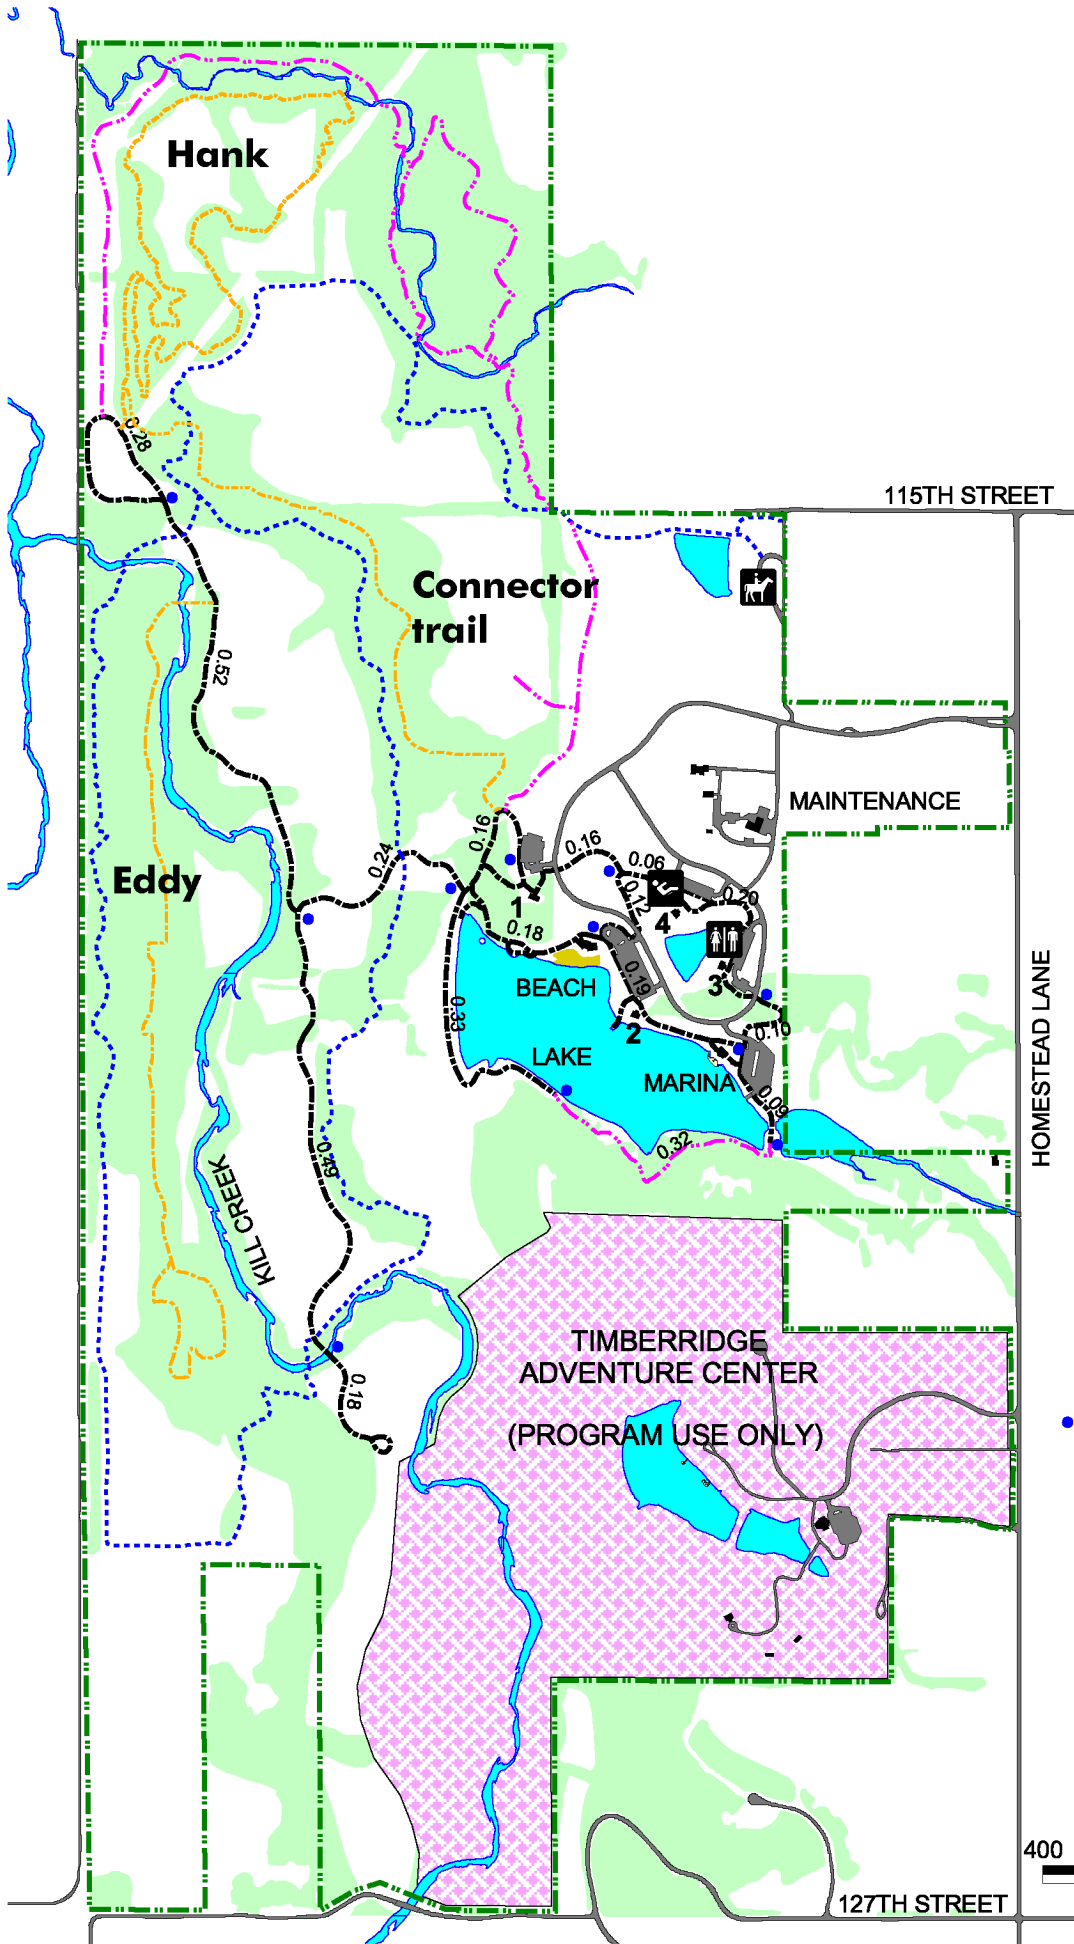 Hank
0.28
115TH STREET
Connector
trail
0.52
MAINTENANCE
0.16
0.16
0.24
0.06
Eddy
0.20
0.12
1
4
0.18
3
BEACH
0.19
0.33
2
0.10
LAKE
MARINA
0.09
HOMESTEAD LANE
0.32
0.49
KILL CREEK
TIMBERRIDGE
ADVENTURE CENTER
0.18
(PROGRAM USE ONLY)
400
127TH STREET